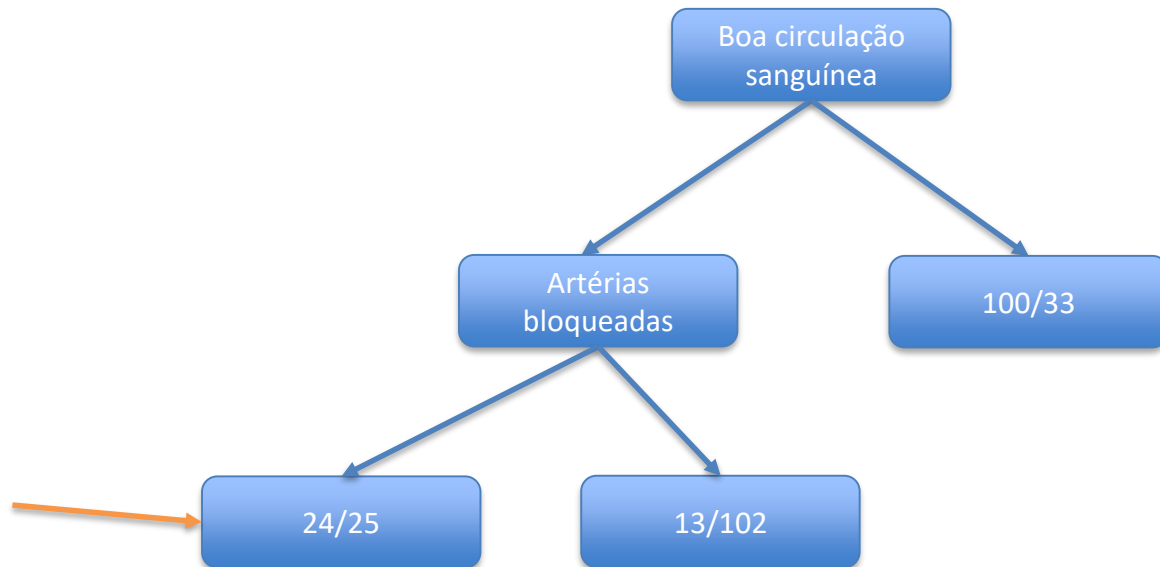 Boa circulação
sanguínea
Artérias
bloqueadas
100/33
24/25
13/102